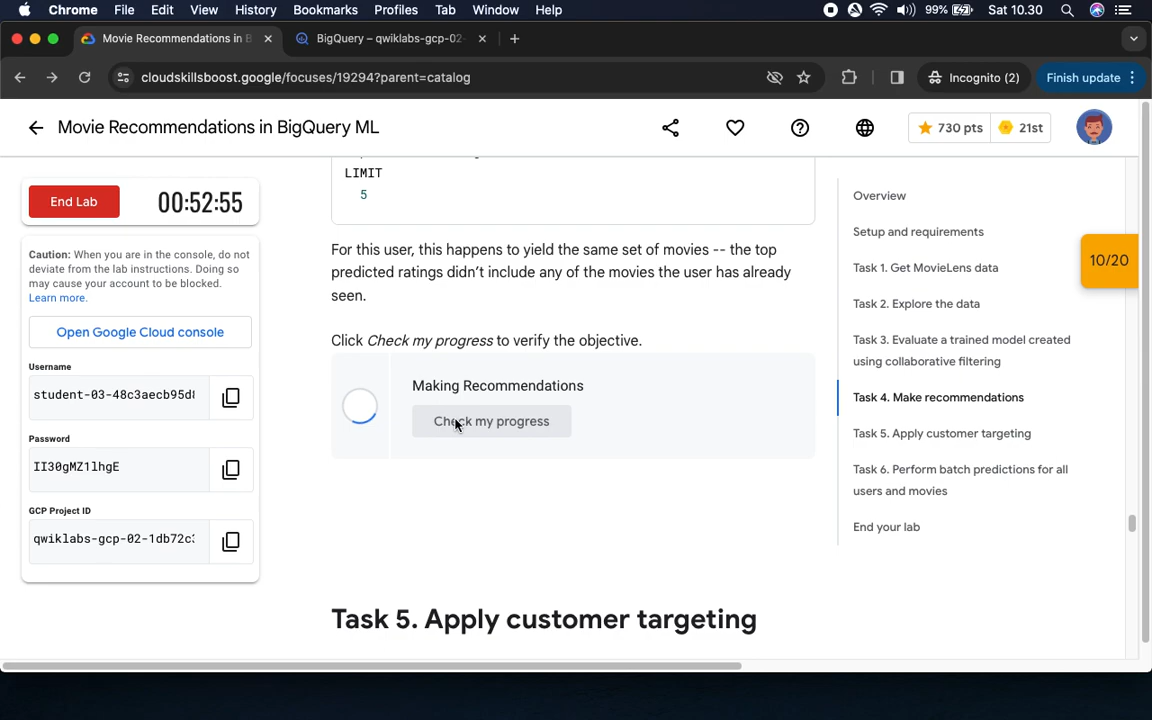 Chrome File Edit View History Bookmarks Profiles Tab Window Help 99% Sat 10.30
Movie Recommendations in B BigQuery – qwiklabs-gcp-02-
cloudskillsboost.google/focuses/19294?parent=catalog Incognito (2) Finish update
Movie Recommendations in BigQuery ML 730 pts 21st
LIMIT
5
End Lab 00:52:55
Caution: When you are in the console, do not
deviate from the lab instructions. Doing so
may cause your account to be blocked.
Learn more.
Open Google Cloud console
Username
student-03-48c3aecb95d8
Password
II30gMZ1lhgE
GCP Project ID
qwiklabs-gcp-02-1db72c3
For this user, this happens to yield the same set of movies -- the top
predicted ratings didn't include any of the movies the user has already
seen.
Click Check my progress to verify the objective.
Making Recommendations
Check my progress
Task 5. Apply customer targeting
Overview
Setup and requirements
Task 1. Get MovieLens data
Task 2. Explore the data
Task 3. Evaluate a trained model created
using collaborative filtering
Task 4. Make recommendations
Task 5. Apply customer targeting
Task 6. Perform batch predictions for all
users and movies
End your lab
10/20